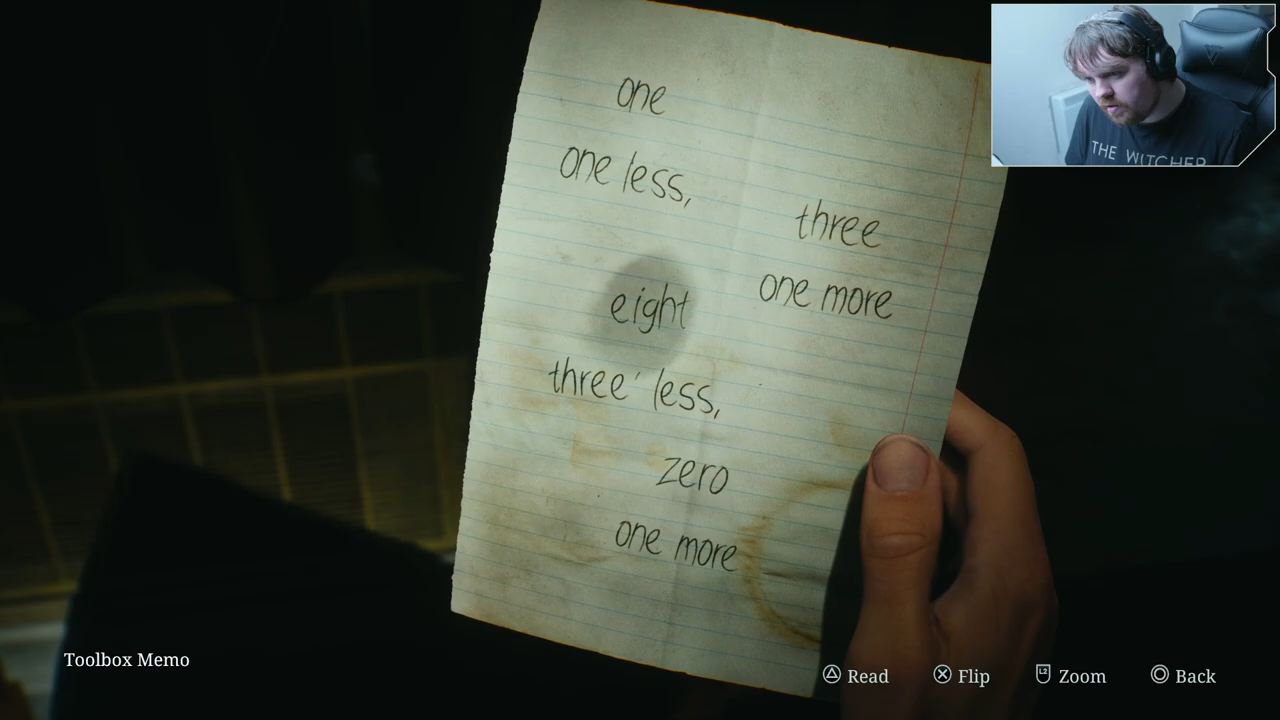 one
one less,
three
one more
eight
three less,
zero
one more
THE WITCHER
Toolbox Memo
Read
Flip
L2 Zoom
Back